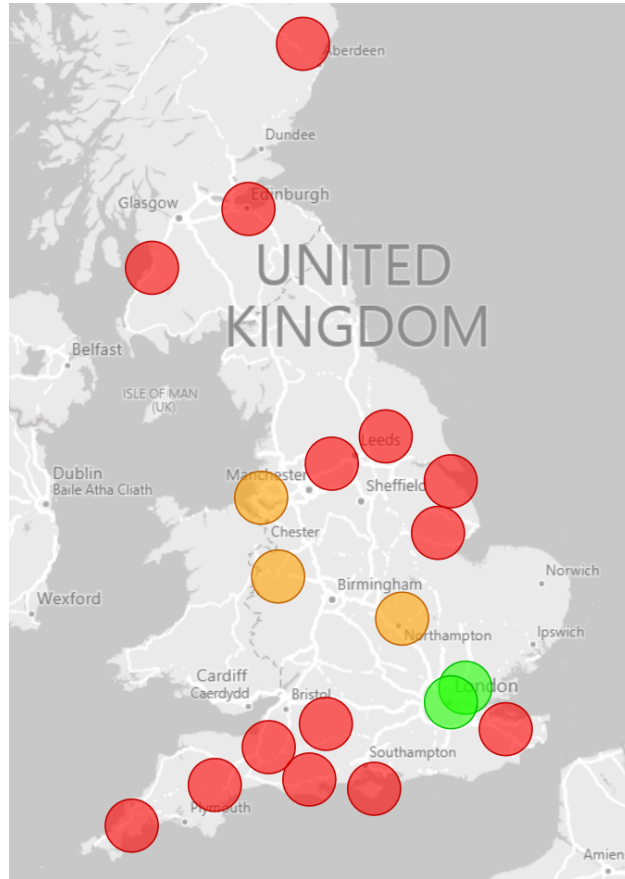 Aberdeen
Dundee
Edinburgh
Glasgow
UNITED
KINGDOM
Belfast
ISLE OF MAN
(UK)
Leeds
Manchester
Dublin
Baile Átha Cliath
Sheffield
Chester
Norwich
Birmingham
Wexford
Northampton
Ipswich
Cardiff
Caerdydd
London
Bristol
Southampton
Plymouth
Amien